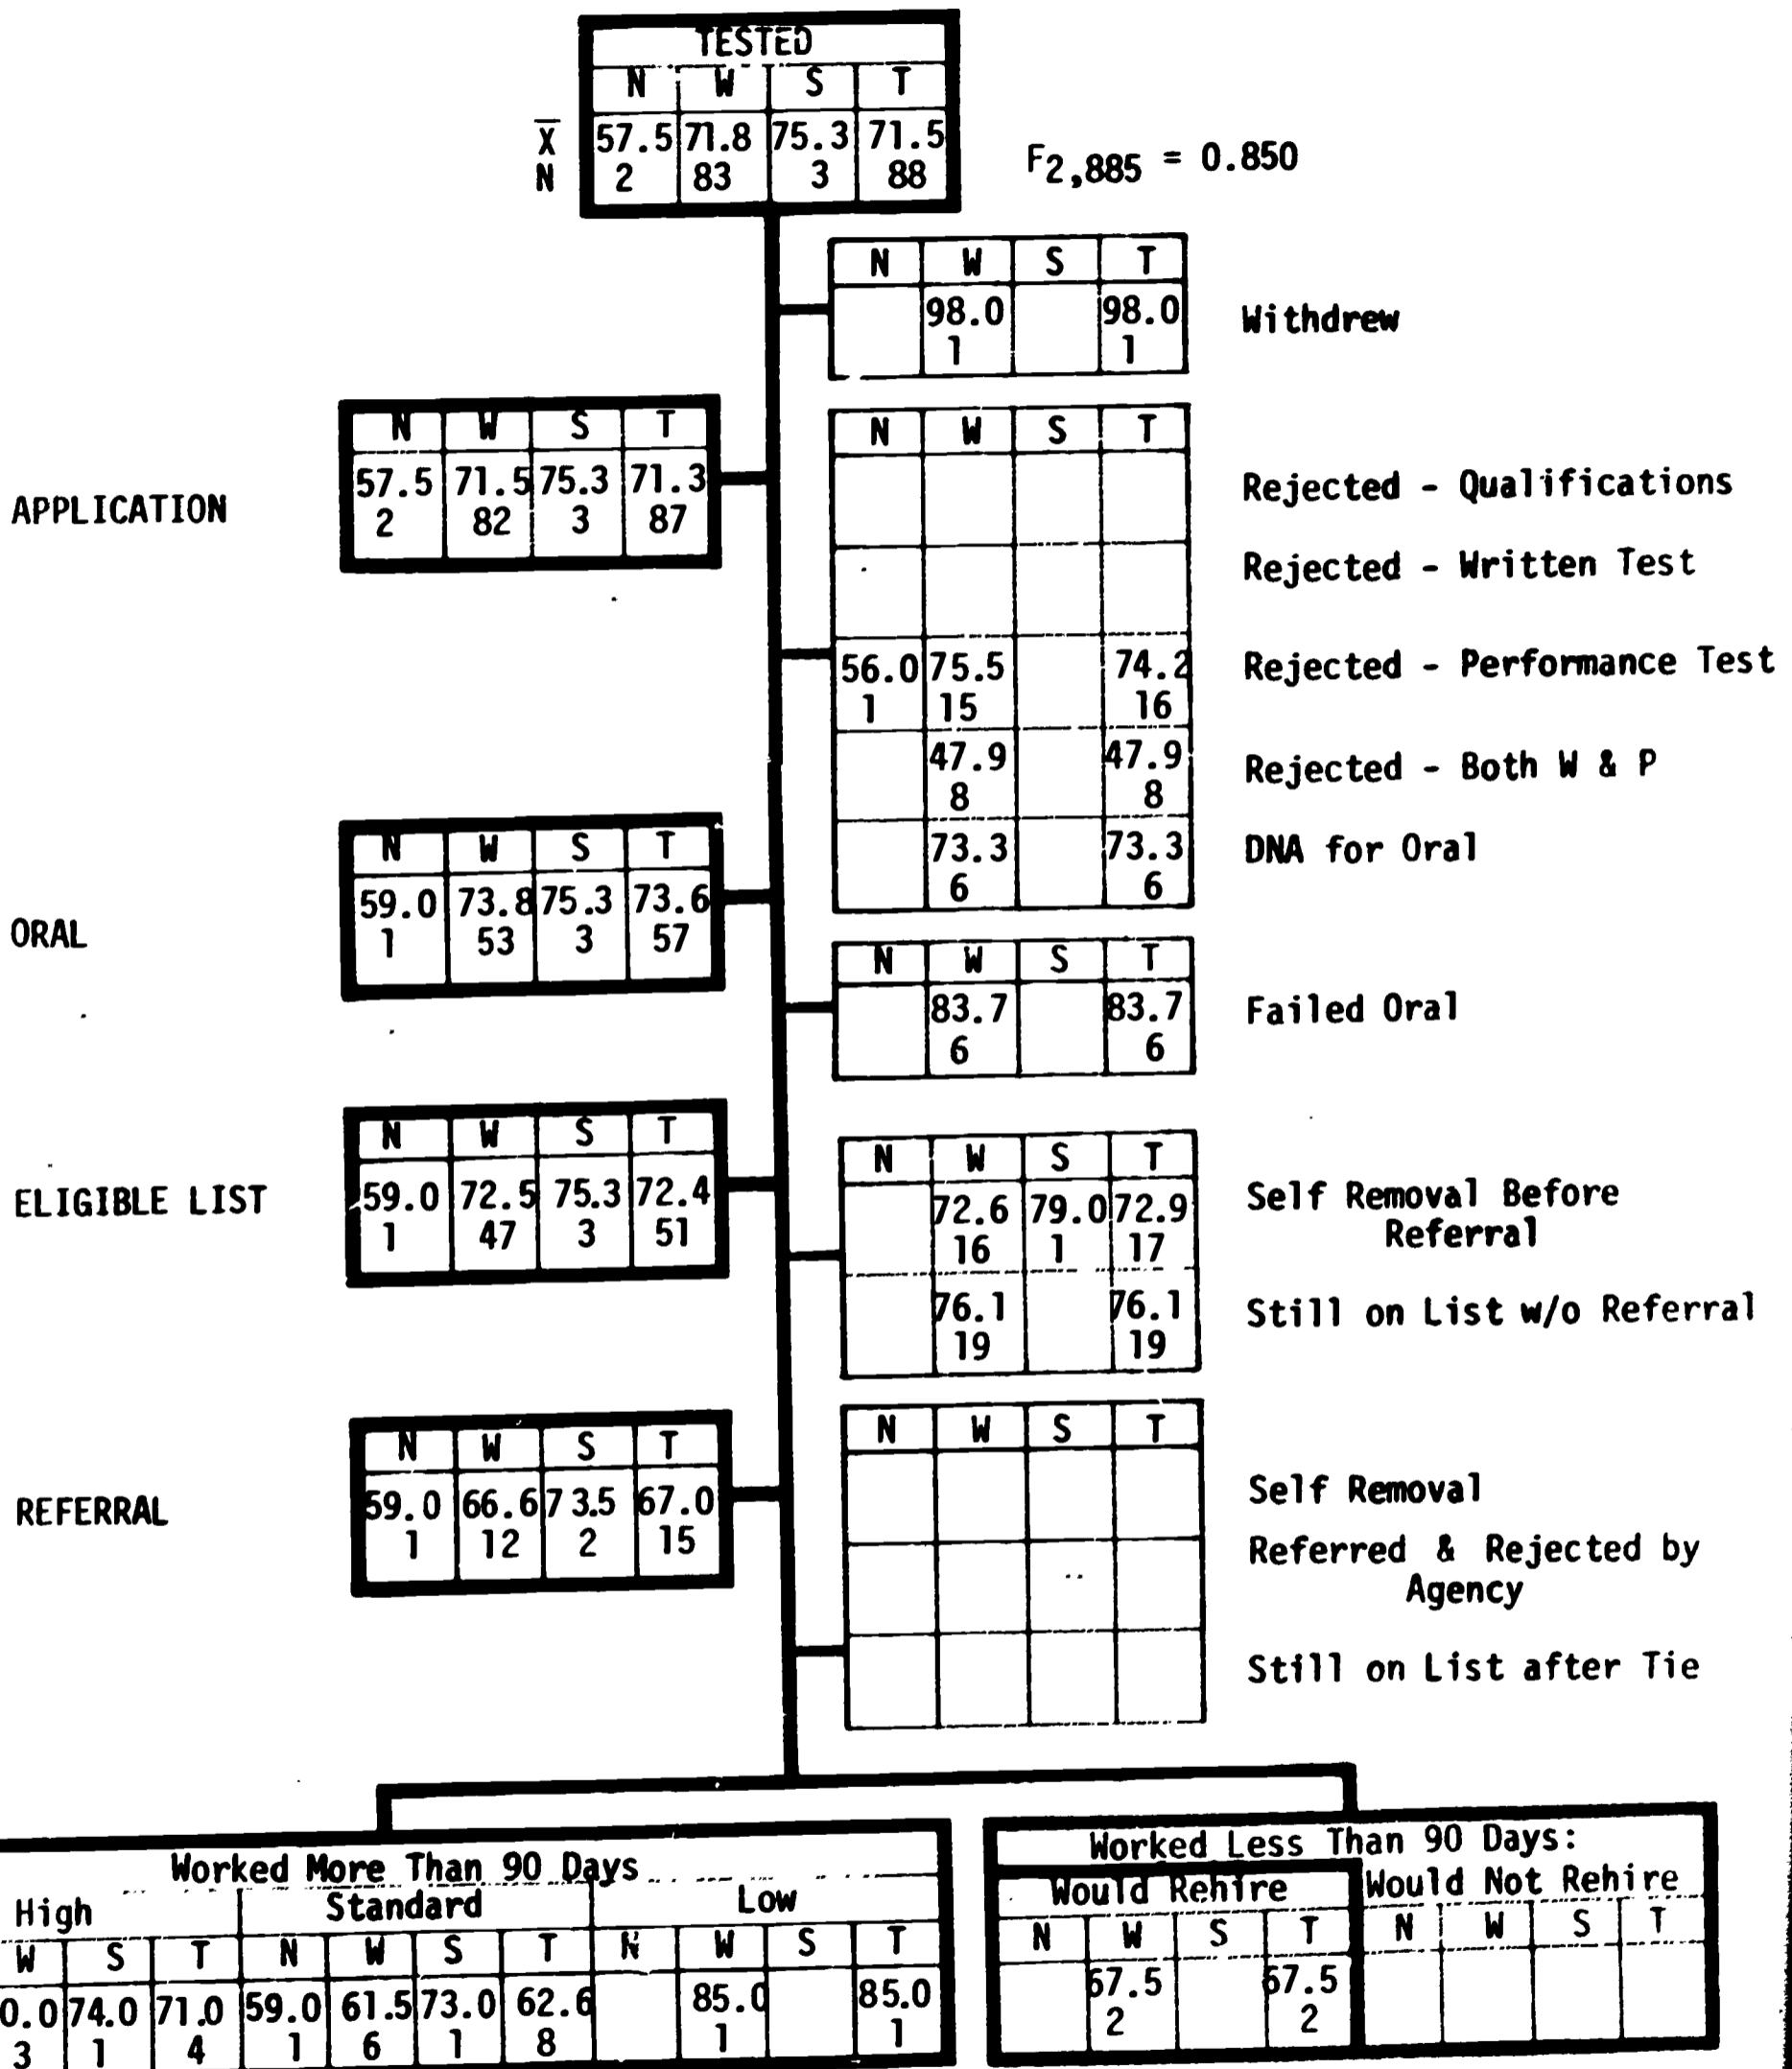 TESTED
N W S T
X̄ 57.5 71.8 75.3 71.5
N 2 83 3 88
F2,885 = 0.850
N W S T
98.0 98.0
1 1
Withdrew
APPLICATION
N W S T
57.5 71.5 75.3 71.3
2 82 3 87
N W S T
Rejected - Qualifications
Rejected - Written Test
56.0 75.5 74.2
1 15 16
Rejected - Performance Test
47.9 47.9
8 8
Rejected - Both W & P
73.3 73.3
6 6
DNA for Oral
ORAL
N W S T
59.0 73.8 75.3 73.6
1 53 3 57
N W S T
83.7 83.7
6 6
Failed Oral
ELIGIBLE LIST
N W S T
59.0 72.5 75.3 72.4
1 47 3 51
N W S T
72.6 79.0 72.9
16 1 17
Self Removal Before
Referral
76.1 76.1
19 19
Still on List w/o Referral
REFERRAL
N W S T
59.0 66.6 73.5 67.0
1 12 2 15
N W S T
Self Removal
Referred & Rejected by
Agency
Still on List after Tie
Worked More Than 90 Days
High Standard Low
W S T N W S T N W S T
0.0 74.0 71.0 59.0 61.5 73.0 62.6 85.0 85.0
3 1 4 1 6 1 8 1 1
Worked Less Than 90 Days:
Would Rehire Would Not Rehire
N W S T N W S T
67.5 67.5
2 2